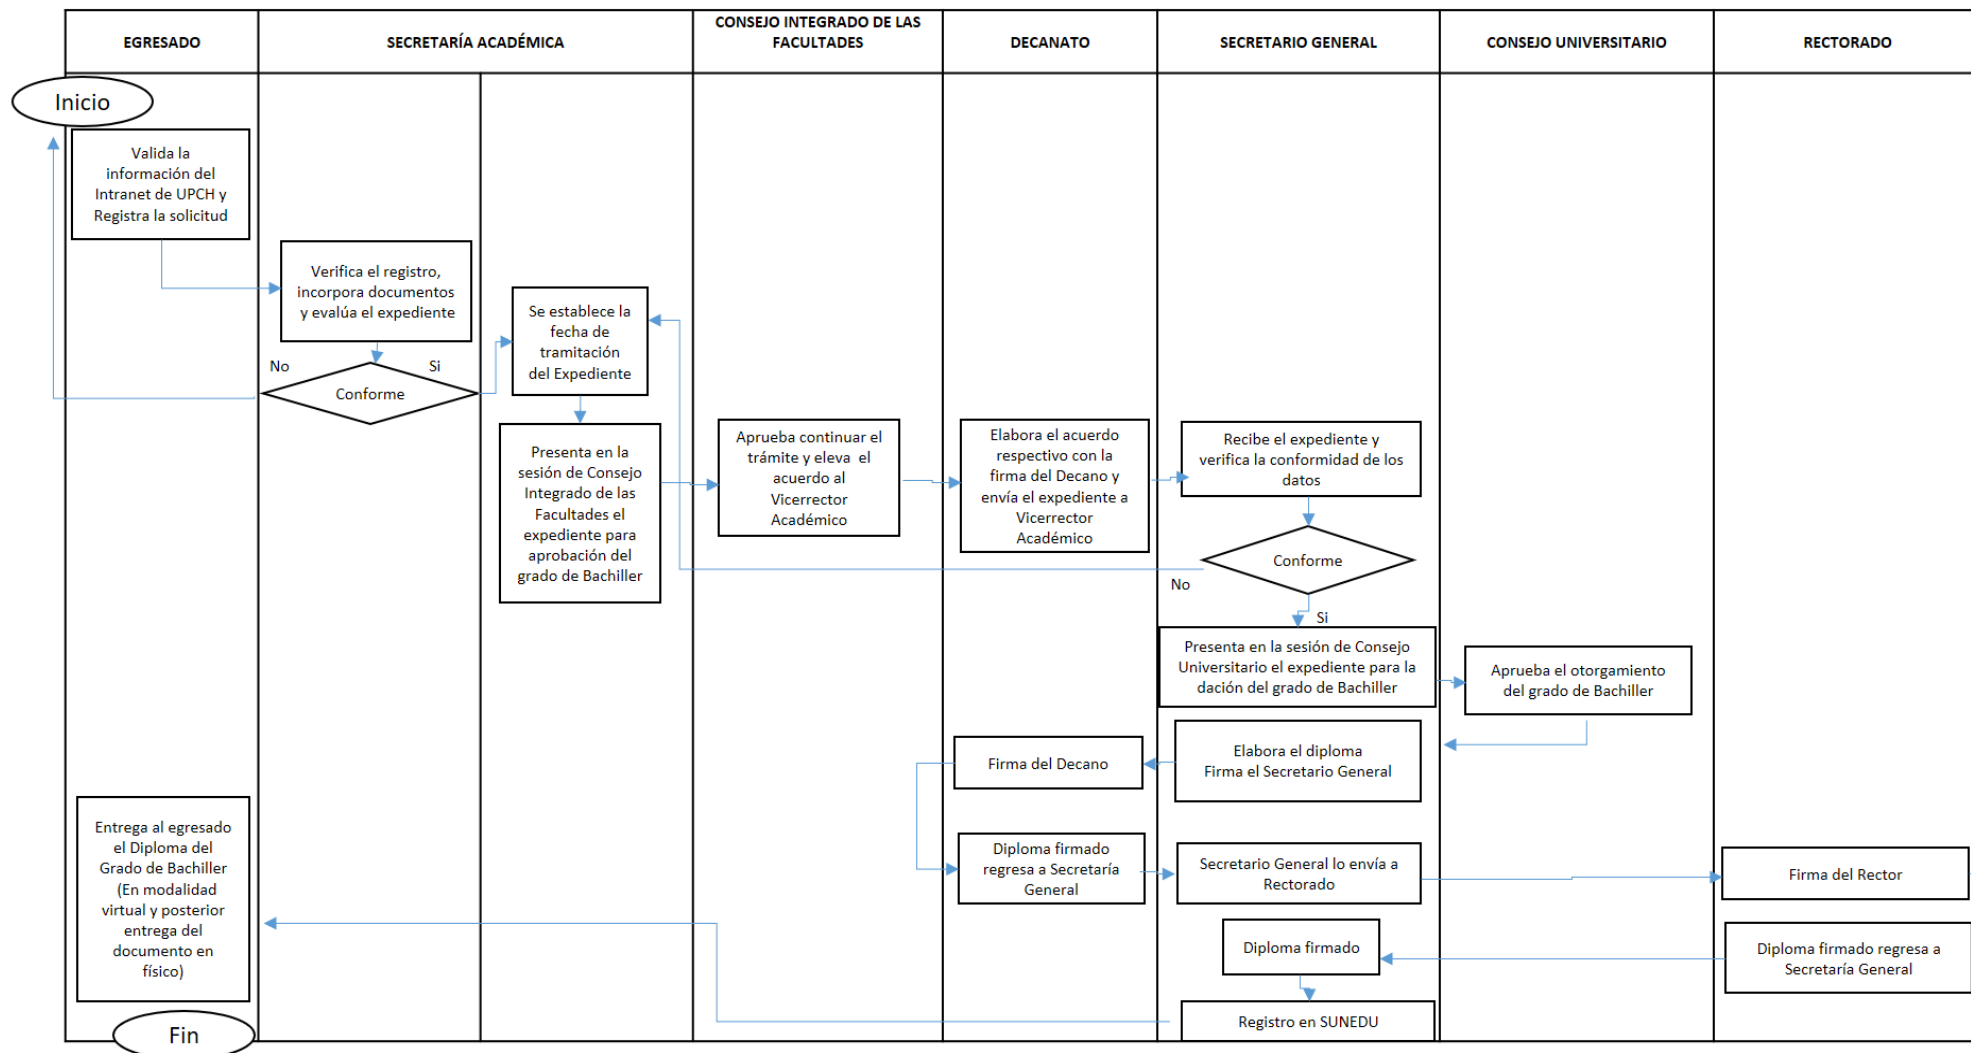 EGRESADO
SECRETARÍA ACADÉMICA
CONSEJO INTEGRADO DE LAS
FACULTADES
DECANATO
SECRETARIO GENERAL
CONSEJO UNIVERSITARIO
RECTORADO
Inicio
Valida la
información del
Intranet de UPCH y
Registra la solicitud
Verifica el registro,
incorpora documentos
y evalúa el expediente
No
Si
Conforme
Se establece la
fecha de
tramitación
del Expediente
Presenta en la
sesión de Consejo
Integrado de las
Facultades el
expediente para
aprobación del
grado de Bachiller
Aprueba continuar el
trámite y eleva el
acuerdo al
Vicerrector
Académico
Elabora el acuerdo
respectivo con la
firma del Decano y
envía el expediente a
Vicerrector
Académico
Recibe el expediente y
verifica la conformidad de los
datos
Conforme
No
Si
Presenta en la sesión de Consejo
Universitario el expediente para la
dación del grado de Bachiller
Aprueba el otorgamiento
del grado de Bachiller
Elabora el diploma
Firma el Secretario General
Firma del Decano
Diploma firmado
regresa a Secretaría
General
Secretario General lo envía a
Rectorado
Firma del Rector
Diploma firmado regresa a
Secretaría General
Diploma firmado
Registro en SUNEDU
Entrega al egresado
el Diploma del
Grado de Bachiller
(En modalidad
virtual y posterior
entrega del
documento en
físico)
Fin